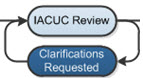 IACUC Review
Clarifications
Requested